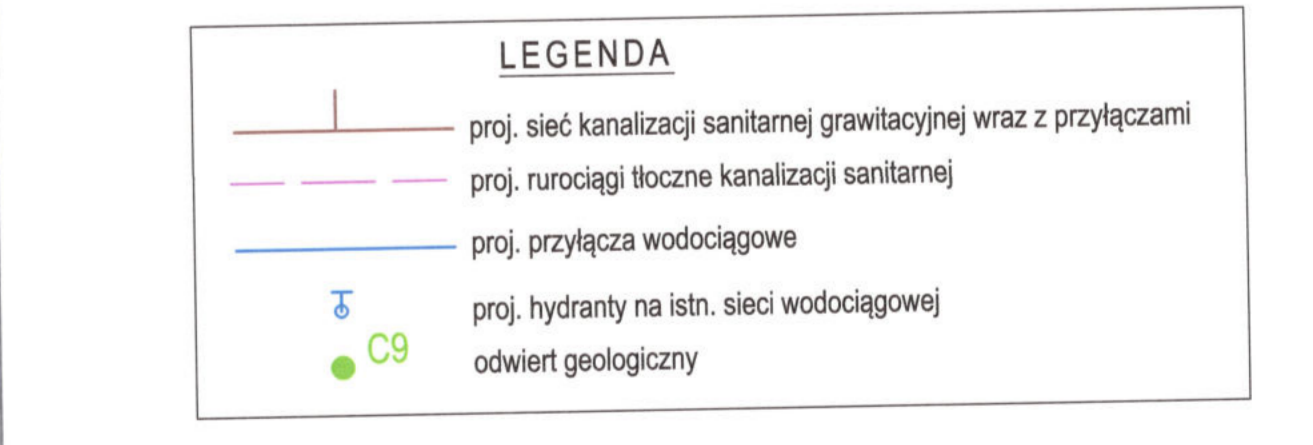 LEGENDA
proj. sieć kanalizacji sanitarnej grawitacyjnej wraz z przyłączami
proj. rurociągi tłoczne kanalizacji sanitarnej
proj. przyłącza wodociągowe
proj. hydranty na istn. sieci wodociągowej
C9 odwiert geologiczny